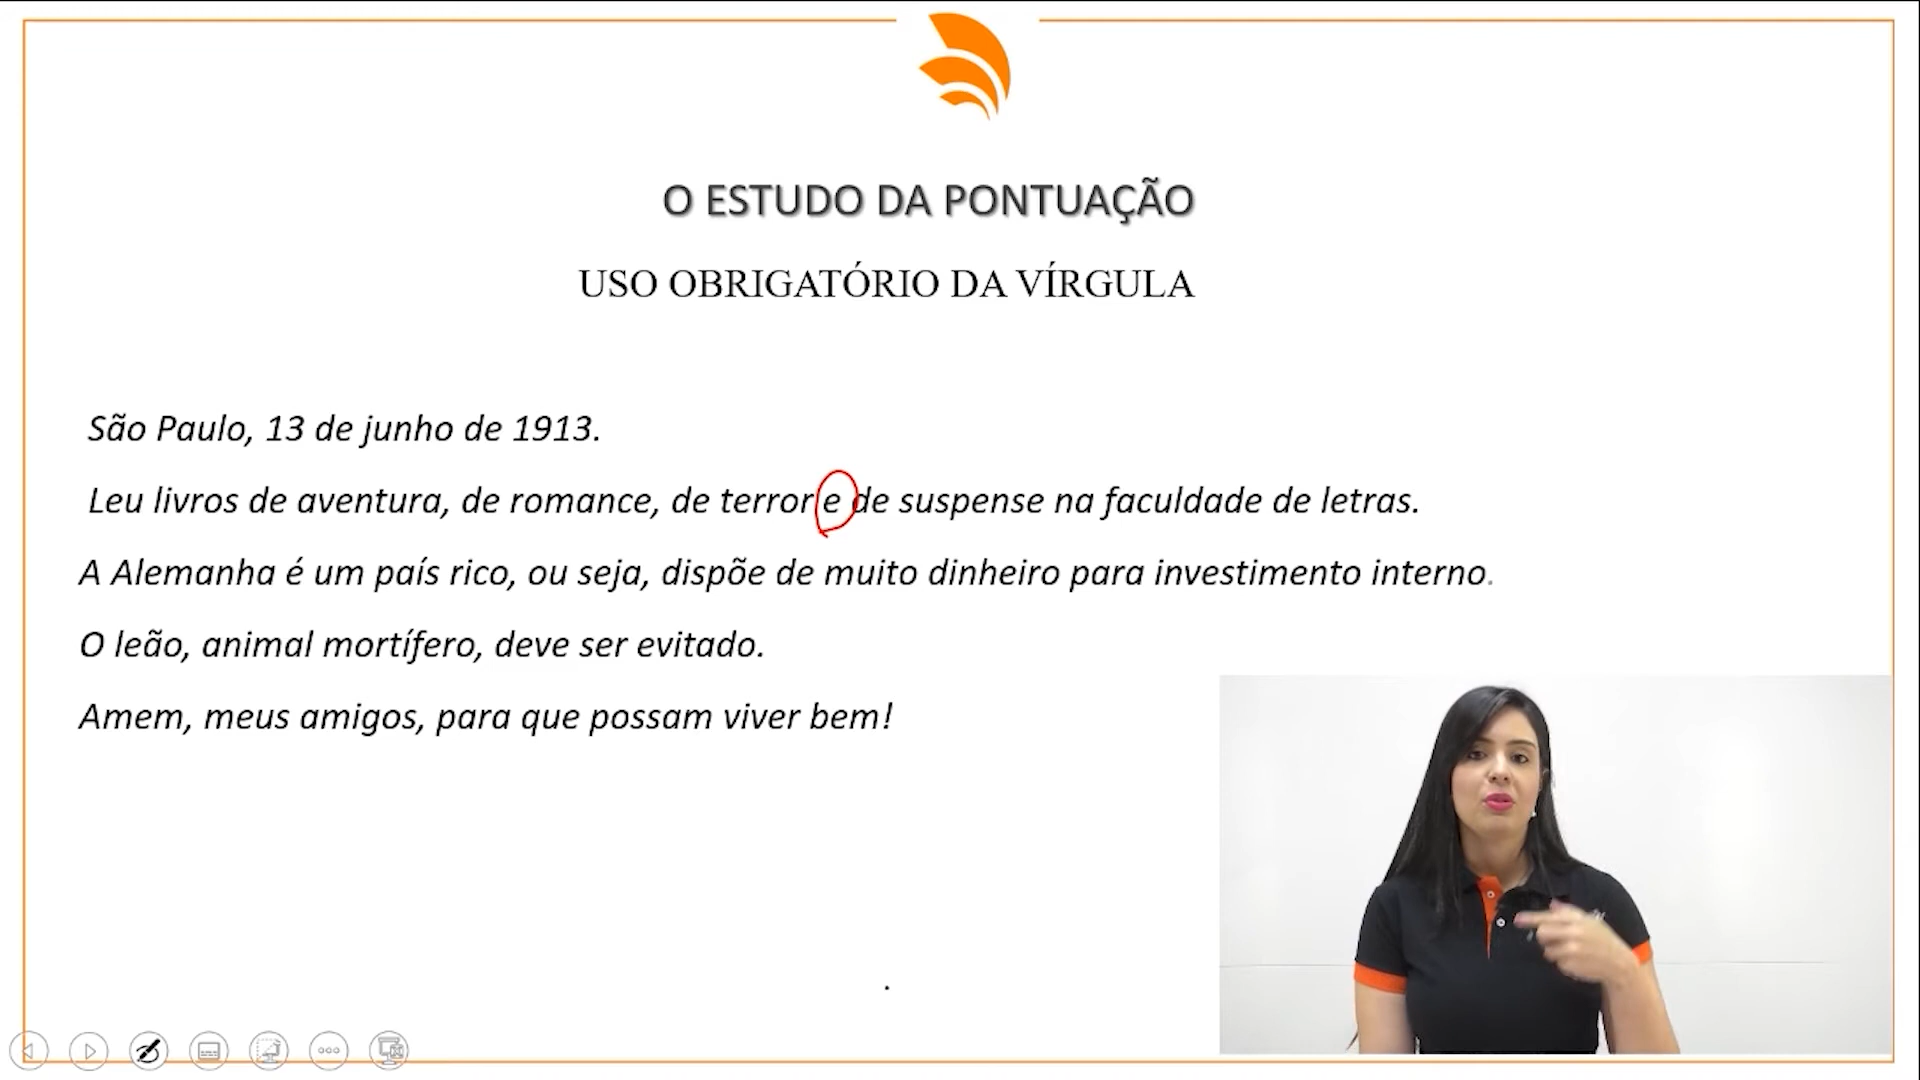 O ESTUDO DA PONTUAÇÃO
USO OBRIGATÓRIO DA VÍRGULA
São Paulo, 13 de junho de 1913.
Leu livros de aventura, de romance, de terror e de suspense na faculdade de letras.
A Alemanha é um país rico, ou seja, dispõe de muito dinheiro para investimento interno.
O leão, animal mortífero, deve ser evitado.
Amem, meus amigos, para que possam viver bem!
.